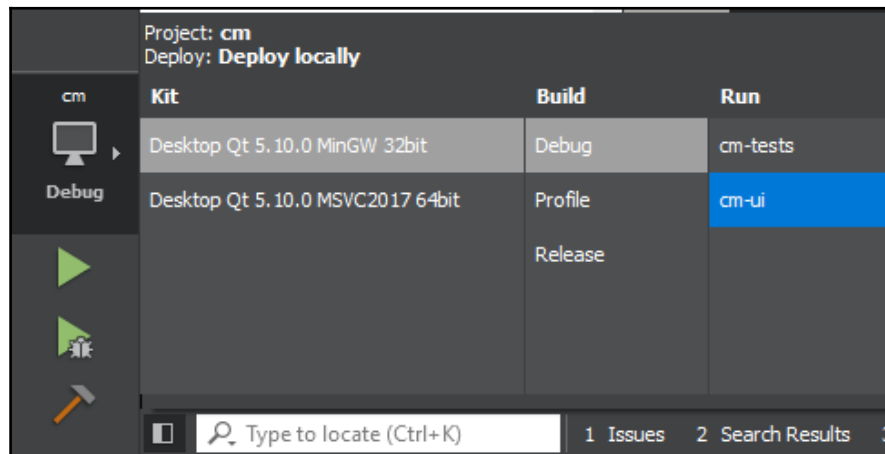 Project: cm
Deploy: Deploy locally
cm
Kit
Build
Run
Desktop Qt 5.10.0 MinGW 32bit
Debug
cm-tests
Debug
Desktop Qt 5.10.0 MSVC2017 64bit
Profile
cm-ui
Release
Type to locate (Ctrl+K)
1 Issues
2 Search Results